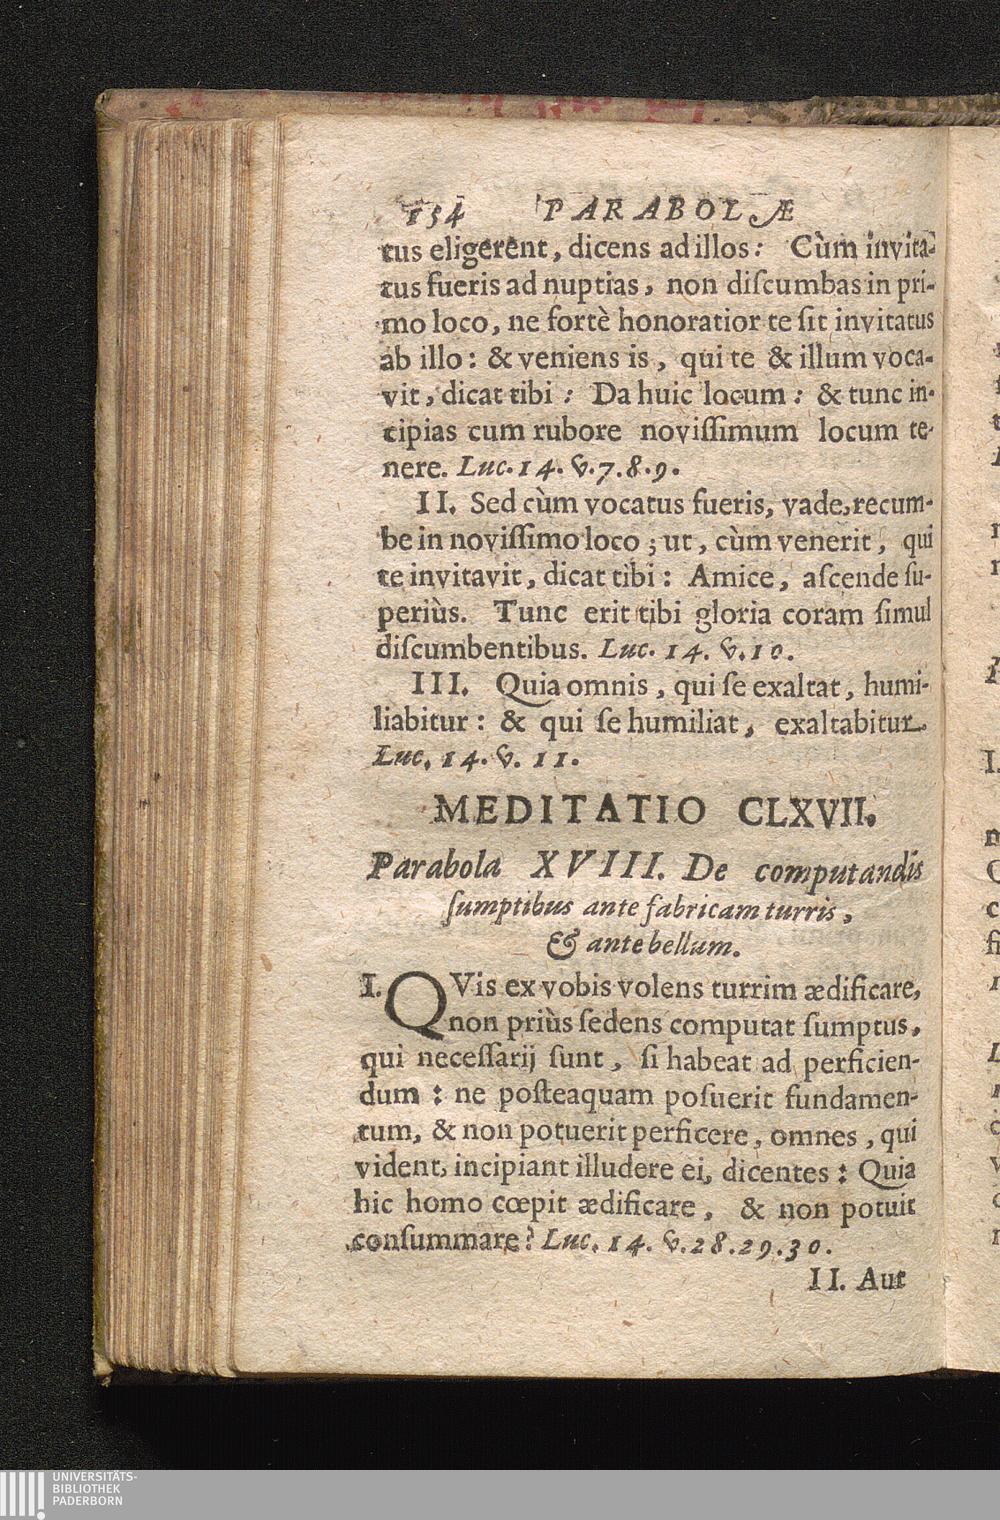 154 PARABOLÆ
tus eligerent, dicens ad illos: Cùm invita-
tus fueris ad nuptias, non diſcumbas in pri-
mo loco, ne fortè honoratior te ſit invitatus
ab illo: & veniens is, qui te & illum voca-
vit, dicat tibi: Da huic locum: & tunc in-
cipias cum rubore noviſſimum locum te-
nere. Luc. 14. v. 7. 8. 9.
II. Sed cùm vocatus fueris, vade, recum-
be in noviſſimo loco; ut, cùm venerit, qui
te invitavit, dicat tibi: Amice, aſcende ſu-
periùs. Tunc erit tibi gloria coram ſimul
diſcumbentibus. Luc. 14. v. 10.
III. Quia omnis, qui ſe exaltat, humi-
liabitur: & qui ſe humiliat, exaltabitur.
Luc. 14. v. 11.
MEDITATIO CLXVII.
Parabola XVIII. De computandis
ſumptibus ante fabricam turris,
& ante bellum.
I. QVis ex vobis volens turrim ædificare,
non priùs ſedens computat ſumptus,
qui neceſſarij ſunt, ſi habeat ad perficien-
dum: ne poſteaquam poſuerit fundamen-
tum, & non potuerit perficere, omnes, qui
vident, incipiant illudere ei, dicentes: Quia
hic homo cœpit ædificare, & non potuit
conſummare? Luc. 14. v. 28. 29. 30.
II. Aut
UNIVERSITÄTS-
BIBLIOTHEK
PADERBORN